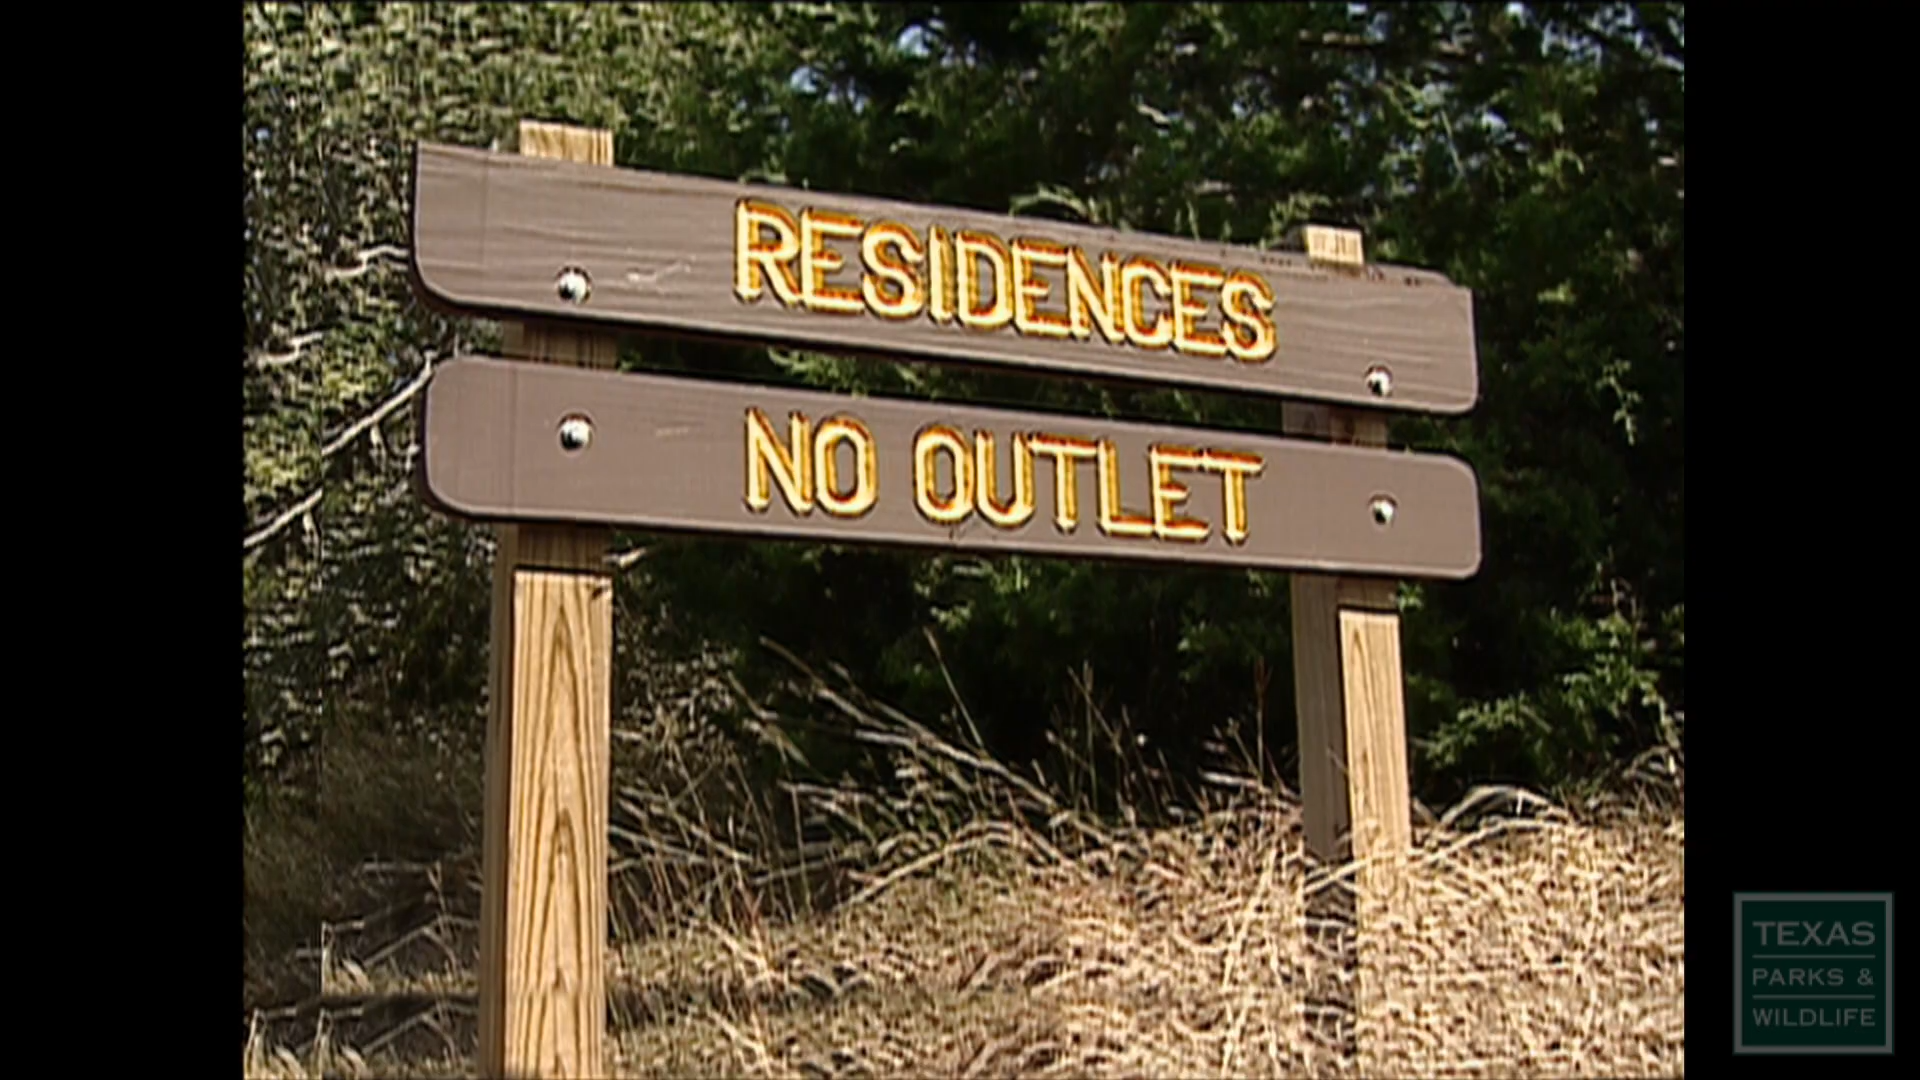 RESIDENCES
NO OUTLET
TEXAS
PARKS &
WILDLIFE